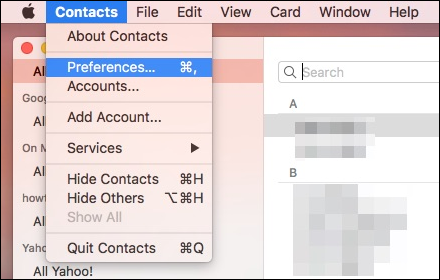 Contacts File Edit View Card Window Help
About Contacts
Preferences... ⌘,
Accounts...
Add Account...
Services
Hide Contacts ⌘H
Hide Others ⌥⌘H
Show All
Quit Contacts ⌘Q
All
Goog
On M
All
howt
All
Yaho
All Yahoo!
Search
A
B